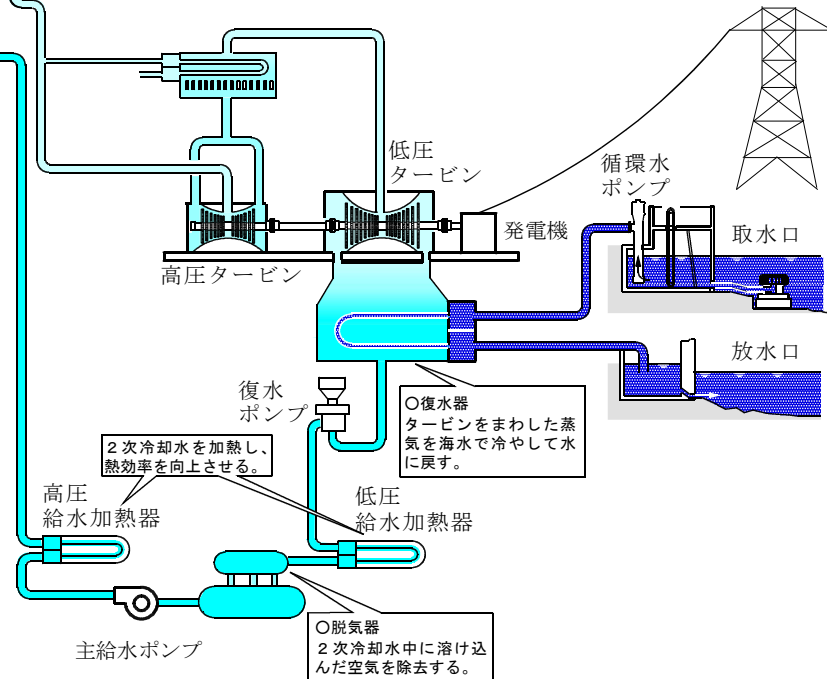 低圧
タービン
循環水
ポンプ
発電機
取水口
高圧タービン
放水口
復水
ポンプ
○復水器
タービンをまわした蒸
気を海水で冷やして水
に戻す。
２次冷却水を加熱し、
熱効率を向上させる。
高圧
給水加熱器
低圧
給水加熱器
主給水ポンプ
○脱気器
２次冷却水中に溶け込
んだ空気を除去する。